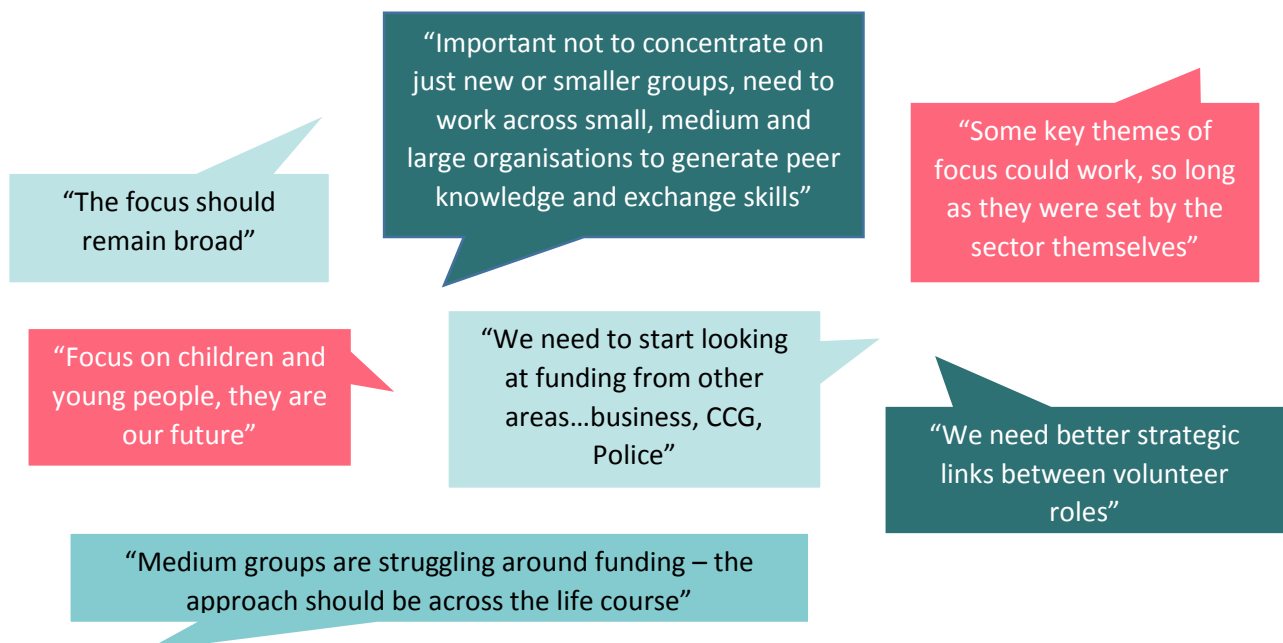 “Important not to concentrate on
just new or smaller groups, need to
work across small, medium and
large organisations to generate peer
knowledge and exchange skills”
“Some key themes of
focus could work, so long
as they were set by the
sector themselves”
“The focus should
remain broad”
“Focus on children and
young people, they are
our future”
“We need to start looking
at funding from other
areas…business, CCG,
Police”
“We need better strategic
links between volunteer
roles”
“Medium groups are struggling around funding – the
approach should be across the life course”